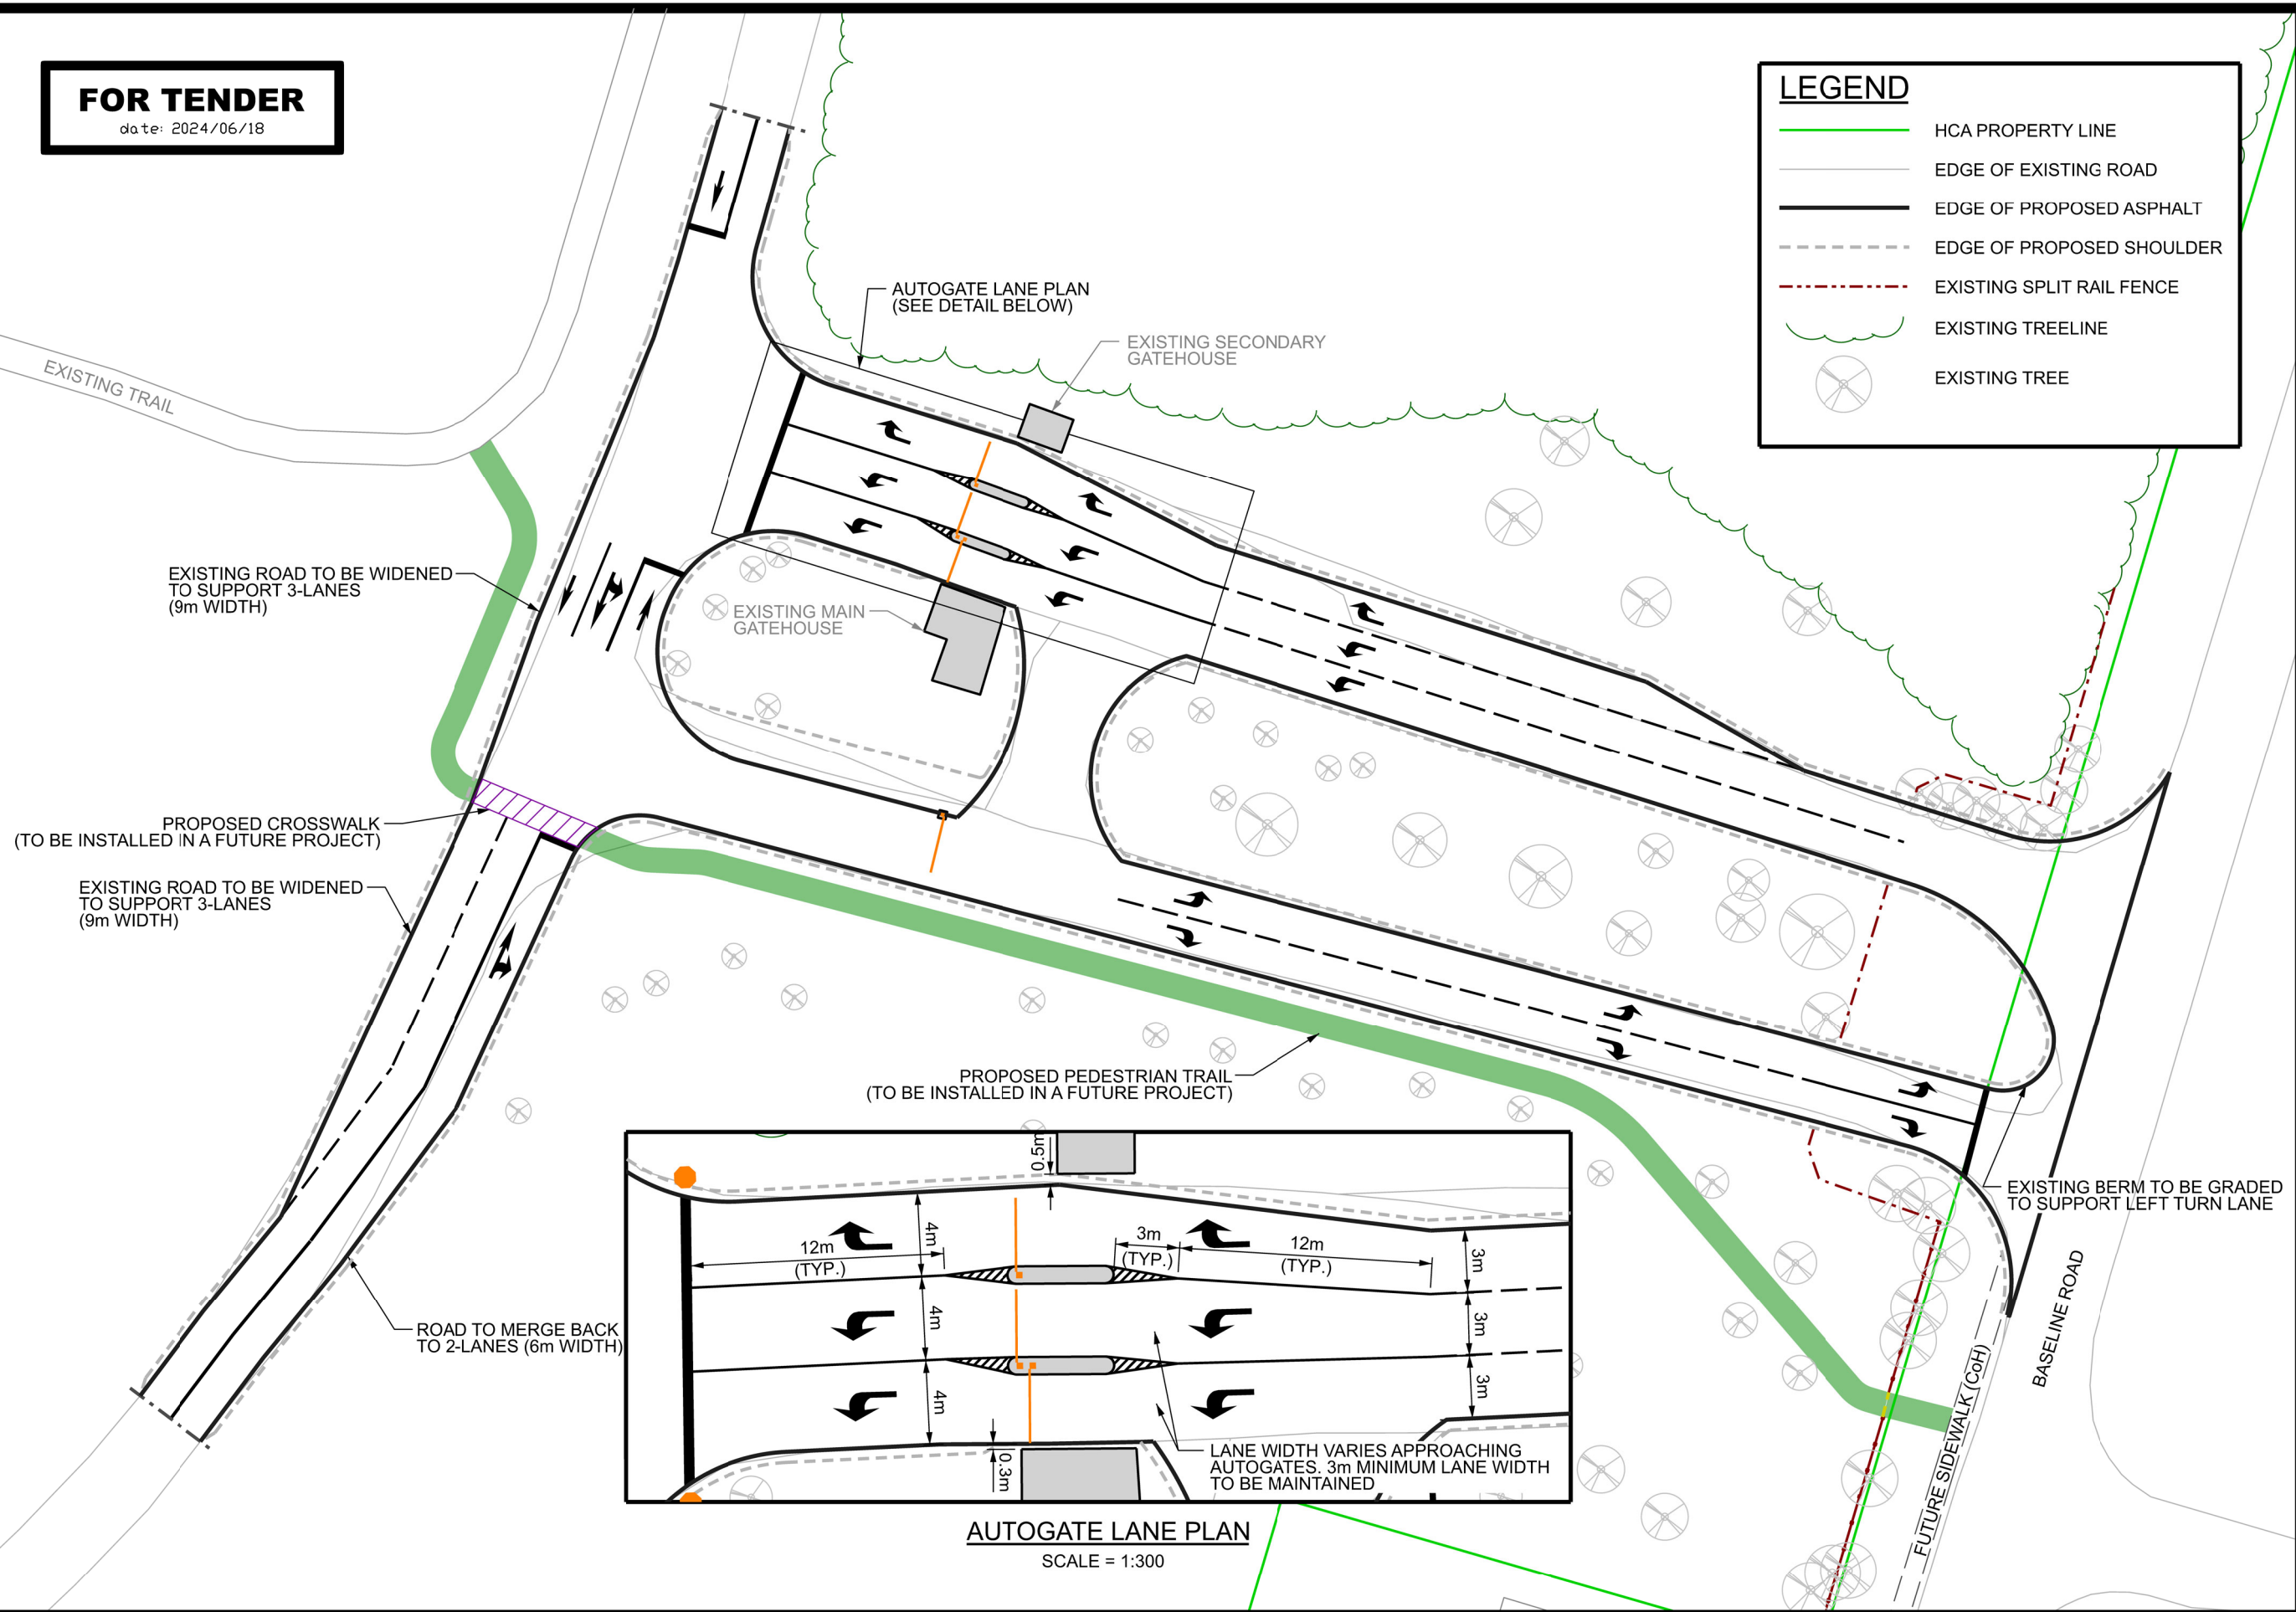 FOR TENDER
date: 2024/06/18
LEGEND
HCA PROPERTY LINE
EDGE OF EXISTING ROAD
EDGE OF PROPOSED ASPHALT
EDGE OF PROPOSED SHOULDER
EXISTING SPLIT RAIL FENCE
EXISTING TREELINE
EXISTING TREE
AUTOGATE LANE PLAN
(SEE DETAIL BELOW)
EXISTING SECONDARY
GATEHOUSE
EXISTING TRAIL
EXISTING ROAD TO BE WIDENED
TO SUPPORT 3-LANES
(9m WIDTH)
EXISTING MAIN
GATEHOUSE
PROPOSED CROSSWALK
(TO BE INSTALLED IN A FUTURE PROJECT)
EXISTING ROAD TO BE WIDENED
TO SUPPORT 3-LANES
(9m WIDTH)
PROPOSED PEDESTRIAN TRAIL
(TO BE INSTALLED IN A FUTURE PROJECT)
EXISTING BERM TO BE GRADED
TO SUPPORT LEFT TURN LANE
BASELINE ROAD
FUTURE SIDEWALK (CoH)
ROAD TO MERGE BACK
TO 2-LANES (6m WIDTH)
0.5m
12m
(TYP.)
4m
3m
(TYP.)
12m
(TYP.)
3m
4m
3m
4m
3m
0.3m
LANE WIDTH VARIES APPROACHING
AUTOGATES. 3m MINIMUM LANE WIDTH
TO BE MAINTAINED
AUTOGATE LANE PLAN
SCALE = 1:300